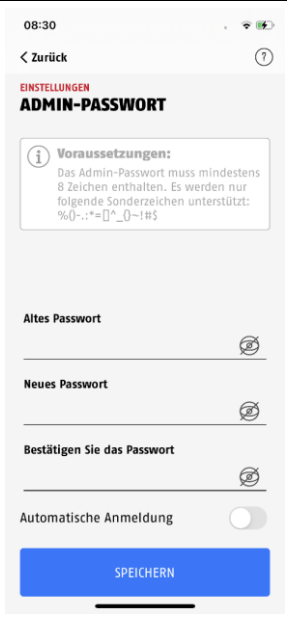 08:30
Zurück
?
EINSTELLUNGEN
ADMIN-PASSWORT
i Voraussetzungen:
Das Admin-Passwort muss mindestens
8 Zeichen enthalten. Es werden nur
folgende Sonderzeichen unterstützt:
%()-.:*=[]^_{}~!#$
Altes Passwort
Neues Passwort
Bestätigen Sie das Passwort
Automatische Anmeldung
SPEICHERN